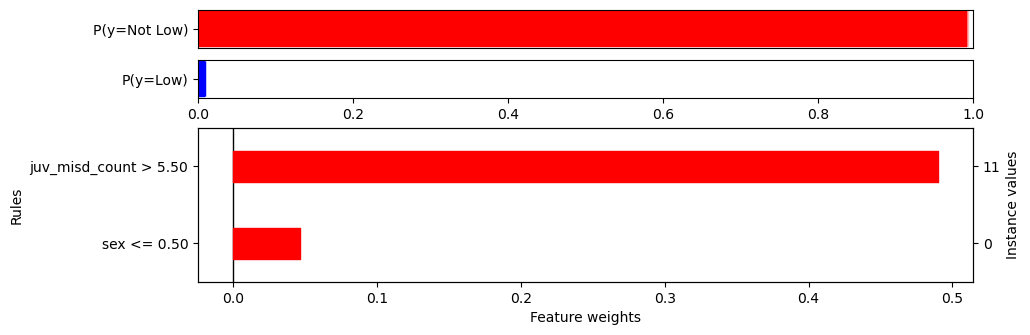 P(y=Not Low)
P(y=Low)
0.0 0.2 0.4 0.6 0.8 1.0
juv_misd_count > 5.50 11
sex <= 0.50 0
Rules
Instance values
0.0 0.1 0.2 0.3 0.4 0.5
Feature weights